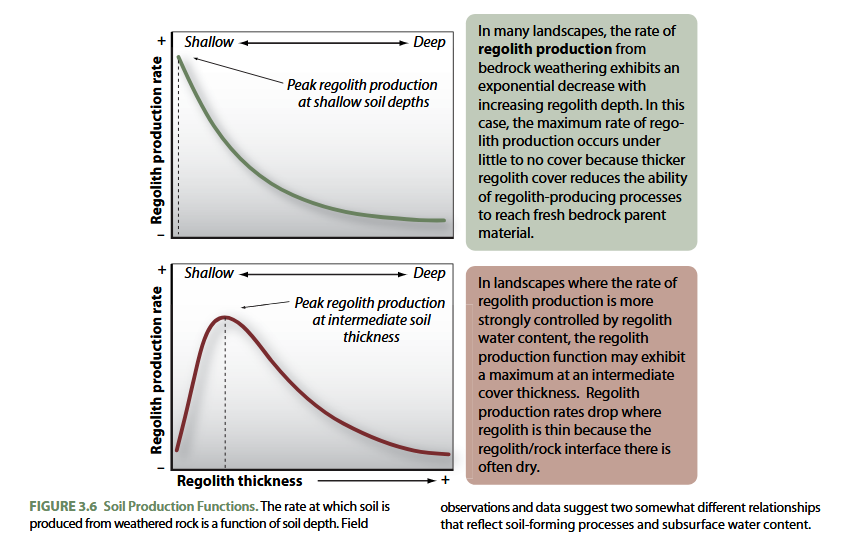 +
Shallow
Deep
Peak regolith production
at shallow soil depths
Regolith production rate
–
In many landscapes, the rate of
regolith production from
bedrock weathering exhibits an
exponential decrease with
increasing regolith depth. In this
case, the maximum rate of rego-
lith production occurs under
little to no cover because thicker
regolith cover reduces the ability
of regolith-producing processes
to reach fresh bedrock parent
material.
+
Shallow
Deep
Peak regolith production
at intermediate soil
thickness
Regolith production rate
–
Regolith thickness
+
In landscapes where the rate of
regolith production is more
strongly controlled by regolith
water content, the regolith
production function may exhibit
a maximum at an intermediate
cover thickness. Regolith
production rates drop where
regolith is thin because the
regolith/rock interface there is
often dry.
FIGURE 3.6 Soil Production Functions. The rate at which soil is
produced from weathered rock is a function of soil depth. Field
observations and data suggest two somewhat different relationships
that reflect soil-forming processes and subsurface water content.